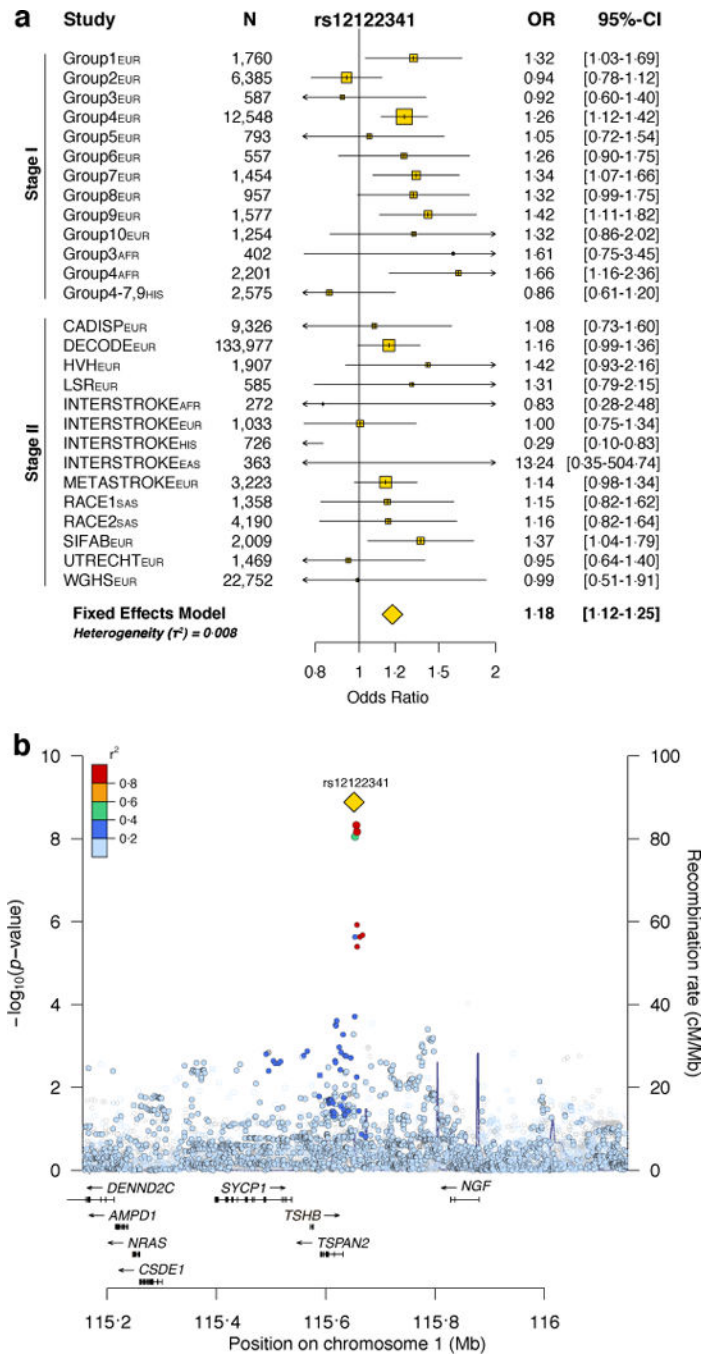 a Study N rs12122341 OR 95%-CI
Stage I
Group1EUR 1,760 1·32 [1·03-1·69]
Group2EUR 6,385 0·94 [0·78-1·12]
Group3EUR 587 0·92 [0·60-1·40]
Group4EUR 12,548 1·26 [1·12-1·42]
Group5EUR 793 1·05 [0·72-1·54]
Group6EUR 557 1·26 [0·90-1·75]
Group7EUR 1,454 1·34 [1·07-1·66]
Group8EUR 957 1·32 [0·99-1·75]
Group9EUR 1,577 1·42 [1·11-1·82]
Group10EUR 1,254 1·32 [0·86-2·02]
Group3AFR 402 1·61 [0·75-3·45]
Group4AFR 2,201 1·66 [1·16-2·36]
Group4-7,9HIS 2,575 0·86 [0·61-1·20]
Stage II
CADISPEUR 9,326 1·08 [0·73-1·60]
DECODEEUR 133,977 1·16 [0·99-1·36]
HVHEUR 1,907 1·42 [0·93-2·16]
LSREUR 585 1·31 [0·79-2·15]
INTERSTROKEAFR 272 0·83 [0·28-2·48]
INTERSTROKEEUR 1,033 1·00 [0·75-1·34]
INTERSTROKEHIS 726 0·29 [0·10-0·83]
INTERSTROKEEAS 363 13·24 [0·35-504·74]
METASTROKEEUR 3,223 1·14 [0·98-1·34]
RACE1SAS 1,358 1·15 [0·82-1·62]
RACE2SAS 4,190 1·16 [0·82-1·64]
SIFABEUR 2,009 1·37 [1·04-1·79]
UTRECHTEUR 1,469 0·95 [0·64-1·40]
WGHSEUR 22,752 0·99 [0·51-1·91]
Fixed Effects Model 1·18 [1·12-1·25]
Heterogeneity (τ²) = 0·008
0·8 1 1·2 1·5 2
Odds Ratio
b
r²
0·8
0·6
0·4
0·2
rs12122341
10
8
6
4
2
0
−log₁₀(p−value)
100
80
60
40
20
0
Recombination rate (cM/Mb)
DENND2C SYCP1 NGF
AMPD1 TSHB
NRAS TSPAN2
CSDE1
115·2 115·4 115·6 115·8 116
Position on chromosome 1 (Mb)